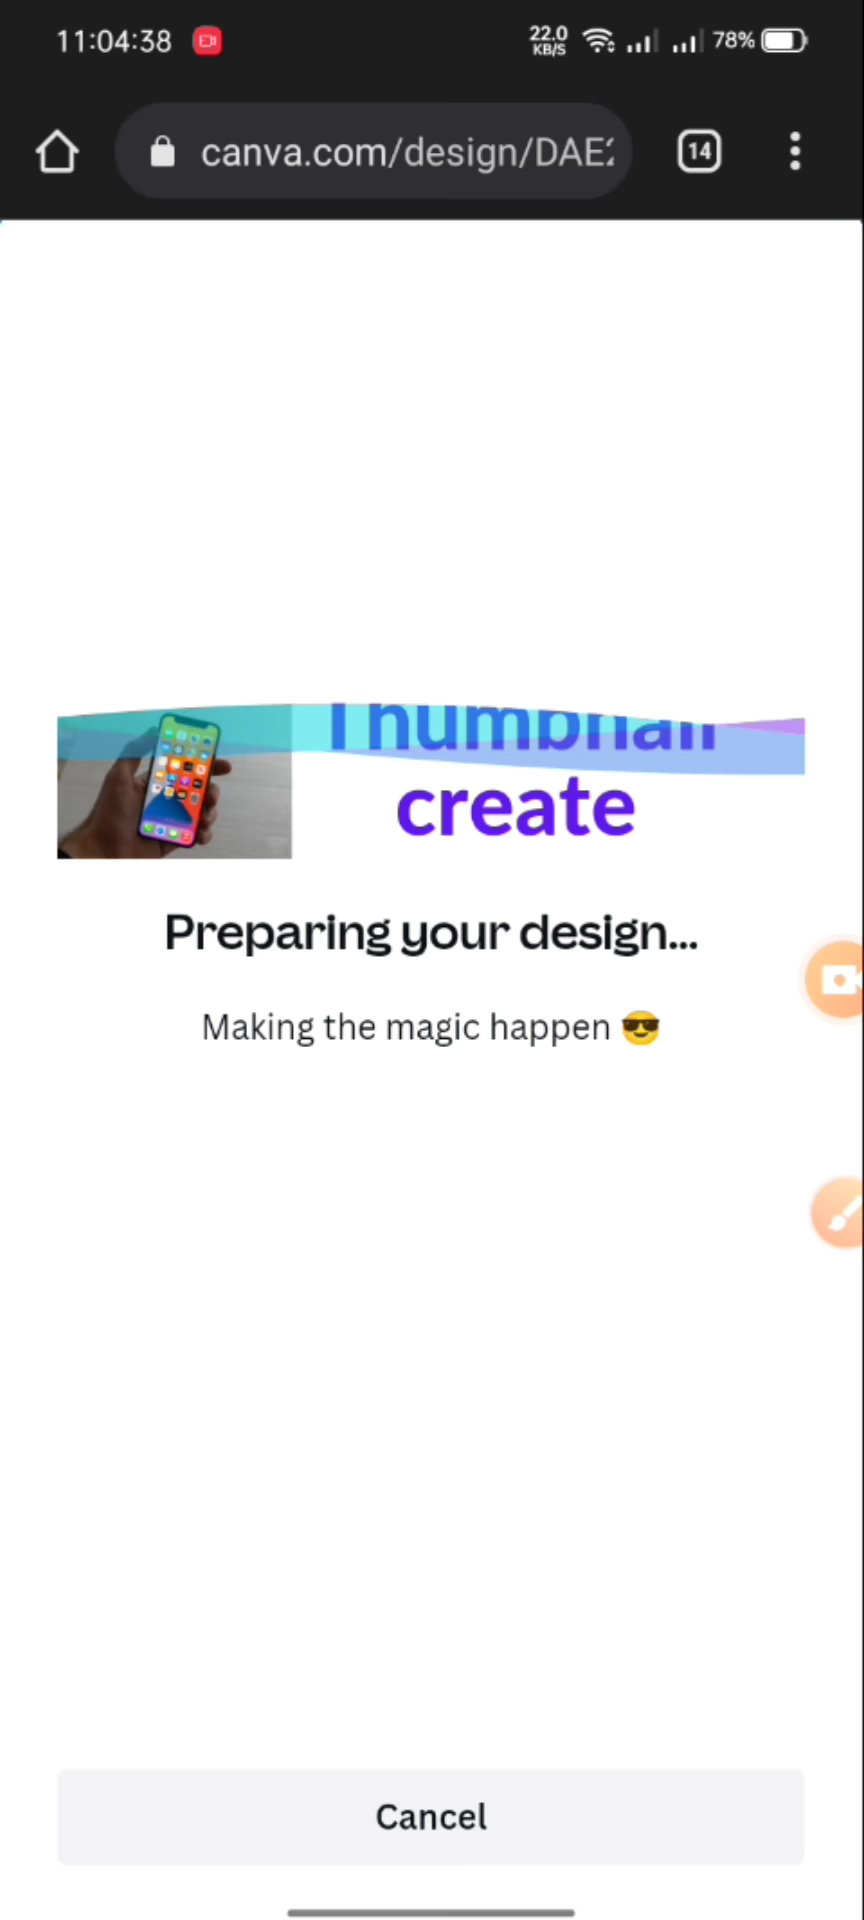 11:04:38
22.0 KB/S
78%
canva.com/design/DAE
14
Thumbnail
create
Preparing your design...
Making the magic happen 😎
Cancel